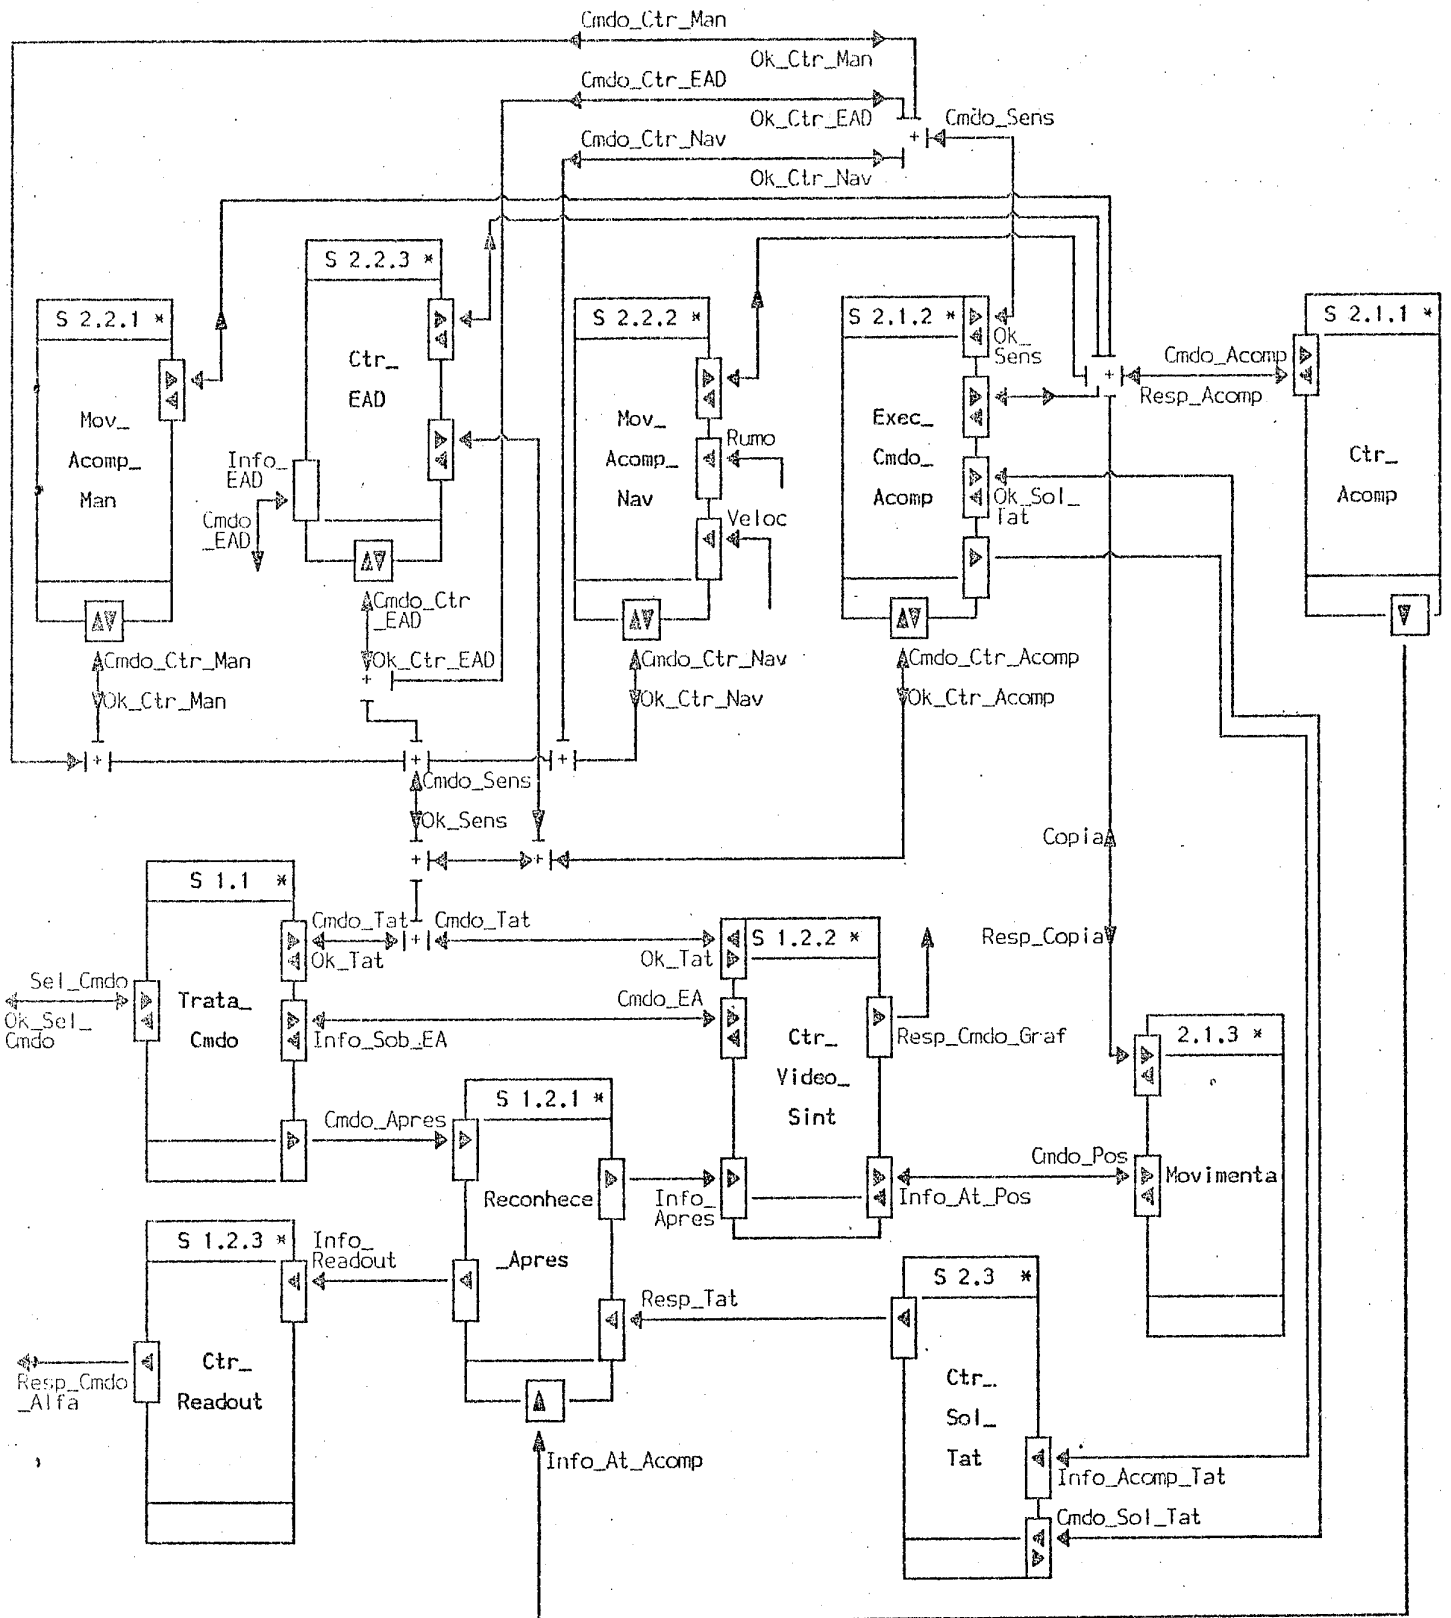 Cmdo_Ctr_Man
Ok_Ctr_Man
Cmdo_Ctr_EAD
Ok_Ctr_EAD
Cmdo_Sens
Cmdo_Ctr_Nav
Ok_Ctr_Nav
S 2.2.3 *
Ctr_
EAD
Info_
EAD
Cmdo
_EAD
S 2.2.1 *
Mov_
Acomp_
Man
S 2.2.2 *
Mov_
Acomp_
Nav
Rumo
Veloc
S 2.1.2 *
Exec_
Cmdo_
Acomp
Ok_
Sens
Ok_Sol_
Tat
Cmdo_Acomp
Resp_Acomp
S 2.1.1 *
Ctr_
Acomp
+
+
Cmdo_Ctr_Man
Ok_Ctr_Man
Cmdo_Ctr
_EAD
Ok_Ctr_EAD
+
Cmdo_Ctr_Nav
Ok_Ctr_Nav
Cmdo_Ctr_Acomp
Ok_Ctr_Acomp
+
+
+
Cmdo_Sens
Ok_Sens
+
+
Copia
Resp_Copia
S 1.1 *
Trata_
Cmdo
Sel_Cmdo
Ok_Sel_
Cmdo
Cmdo_Tat
Ok_Tat
+
Cmdo_Tat
Ok_Tat
Info_Sob_EA
Cmdo_EA
S 1.2.2 *
Ctr_
Video_
Sint
Resp_Cmdo_Graf
2.1.3 *
Movimenta
Cmdo_Apres
S 1.2.1 *
Reconhece
_Apres
Info_
Apres
Cmdo_Pos
Info_At_Pos
S 1.2.3 *
Ctr_
Readout
Info_
Readout
Resp_Cmdo
_Alfa
Resp_Tat
S 2.3 *
Ctr_
Sol_
Tat
Info_At_Acomp
Info_Acomp_Tat
Cmdo_Sol_Tat